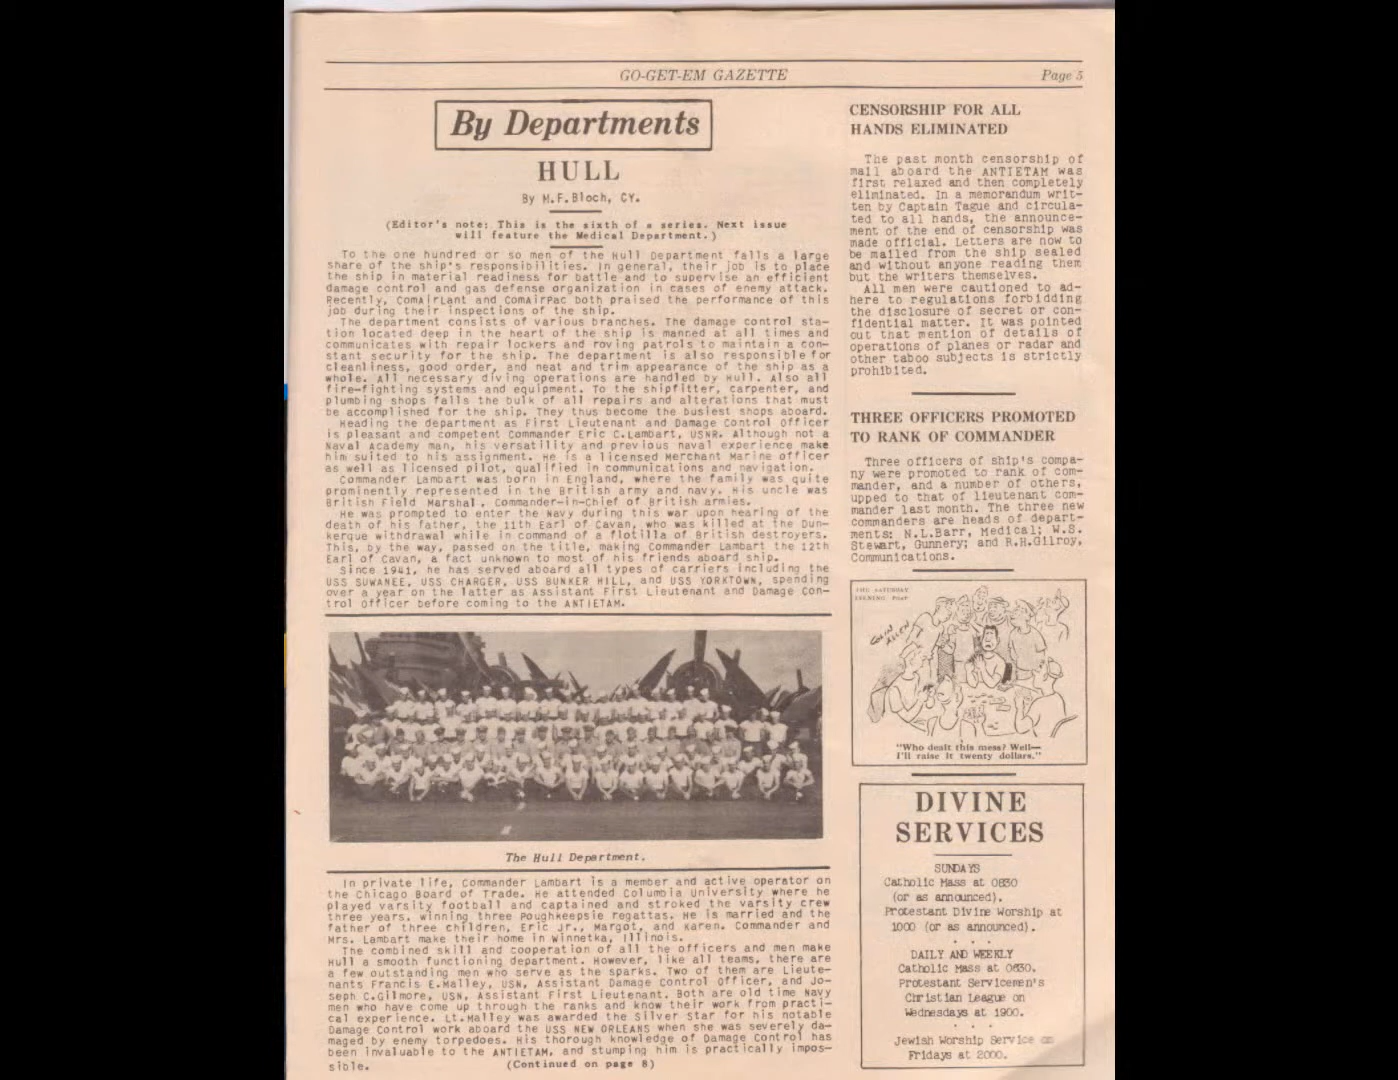 GO-GET-EM GAZETTE Page 5
By Departments
HULL
By M.F.Bloch, CY.
(Editor's note: This is the sixth of a series. Next issue
will feature the Medical Department.)
To the one hundred or so men of the Hull Department falls a large
share of the ship's responsibilities. In general, their job is to place
the ship in material readiness for battle and to supervise an efficient
damage control and gas defense organization in cases of enemy attack.
Recently, ComAirLant and ComAirPac both praised the performance of this
job during their inspections of the ship.
The department consists of various branches. The damage control sta-
tion located deep in the heart of the ship is manned at all times and
communicates with repair lockers and roving patrols to maintain a con-
stant security for the ship. The department is also responsible for
cleanliness, good order, and neat and trim appearance of the ship as a
whole. All necessary diving operations are handled by Hull. Also all
fire-fighting systems and equipment. To the shipfitter, carpenter, and
plumbing shops falls the bulk of all repairs and alterations that must
be accomplished for the ship. They thus become the busiest shops aboard.
Heading the department as First Lieutenant and Damage Control Officer
is pleasant and competent Commander Eric C.Lambart, USNR. Although not a
Naval Academy man, his versatility and previous naval experience make
him suited to his assignment. He is a licensed Merchant Marine officer
as well as licensed pilot, qualified in communications and navigation.
Commander Lambart was born in England, where the family was quite
prominently represented in the British army and navy. His uncle was
British Field Marshal, Commander-in-Chief of British armies.
He was prompted to enter the Navy during this war upon hearing of the
death of his father, the 11th Earl of Cavan, who was killed at the Dun-
kerque withdrawal while in command of a flotilla of British destroyers.
This, by the way, passed on the title, making Commander Lambart the 12th
Earl of Cavan, a fact unknown to most of his friends aboard ship.
Since 1941, he has served aboard all types of carriers including the
USS SUWANEE, USS CHARGER, USS BUNKER HILL, and USS YORKTOWN, spending
over a year on the latter as Assistant First Lieutenant and Damage Con-
trol Officer before coming to the ANTIETAM.
The Hull Department.
In private life, Commander Lambart is a member and active operator on
the Chicago Board of Trade. He attended Columbia University where he
played varsity football and captained and stroked the varsity crew
three years, winning three Poughkeepsie regattas. He is married and the
father of three children, Eric Jr., Margot, and Karen. Commander and
Mrs. Lambart make their home in Winnetka, Illinois.
The combined skill and cooperation of all the officers and men make
Hull a smooth functioning department. However, like all teams, there are
a few outstanding men who serve as the sparks. Two of them are Lieute-
nants Francis E.Malley, USN, Assistant Damage Control Officer, and Jo-
seph C.Gilmore, USN, Assistant First Lieutenant. Both are old time Navy
men who have come up through the ranks and know their work from practi-
cal experience. Lt.Malley was awarded the Silver Star for his notable
Damage Control work aboard the USS NEW ORLEANS when she was severely da-
maged by enemy torpedoes. His thorough knowledge of Damage Control has
been invaluable to the ANTIETAM, and stumping him is practically impos-
sible. (Continued on page 8)
CENSORSHIP FOR ALL
HANDS ELIMINATED
The past month censorship of
mail aboard the ANTIETAM was
first relaxed and then completely
eliminated. In a memorandum writ-
ten by Captain Tague and circula-
ted to all hands, the announce-
ment of the end of censorship was
made official. Letters are now to
be mailed from the ship sealed
and without anyone reading them
but the writers themselves.
All men were cautioned to ad-
here to regulations forbidding
the disclosure of secret or con-
fidential matter. It was pointed
out that mention of details of
operations of planes or radar and
other taboo subjects is strictly
prohibited.
THREE OFFICERS PROMOTED
TO RANK OF COMMANDER
Three officers of ship's compa-
ny were promoted to rank of com-
mander, and a number of others,
upped to that of lieutenant com-
mander last month. The three new
commanders are heads of depart-
ments: N.L.Barr, Medical; W.S.
Stewart, Gunnery; and R.H.Gilroy,
Communications.
THE SATURDAY
EVENING POST
COLIN
ALLEN
"Who dealt this mess? Well—
I'll raise it twenty dollars."
DIVINE
SERVICES
SUNDAYS
Catholic Mass at 0830
(or as announced).
Protestant Divine Worship at
1000 (or as announced).
. . .
DAILY AND WEEKLY
Catholic Mass at 0630.
Protestant Servicemen's
Christian League on
Wednesdays at 1900.
. . .
Jewish Worship Service on
Fridays at 2000.